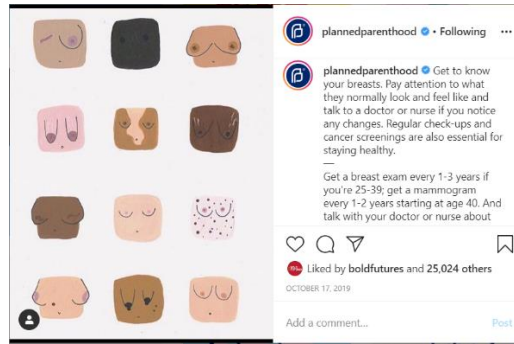 plannedparenthood • Following
plannedparenthood Get to know
your breasts. Pay attention to what
they normally look and feel like and
talk to a doctor or nurse if you notice
any changes. Regular check-ups and
cancer screenings are also essential for
staying healthy.
—
Get a breast exam every 1-3 years if
you're 25-39; get a mammogram
every 1-2 years starting at age 40. And
talk with your doctor or nurse about
Liked by boldfutures and 25,024 others
OCTOBER 17, 2019
Add a comment...
Post